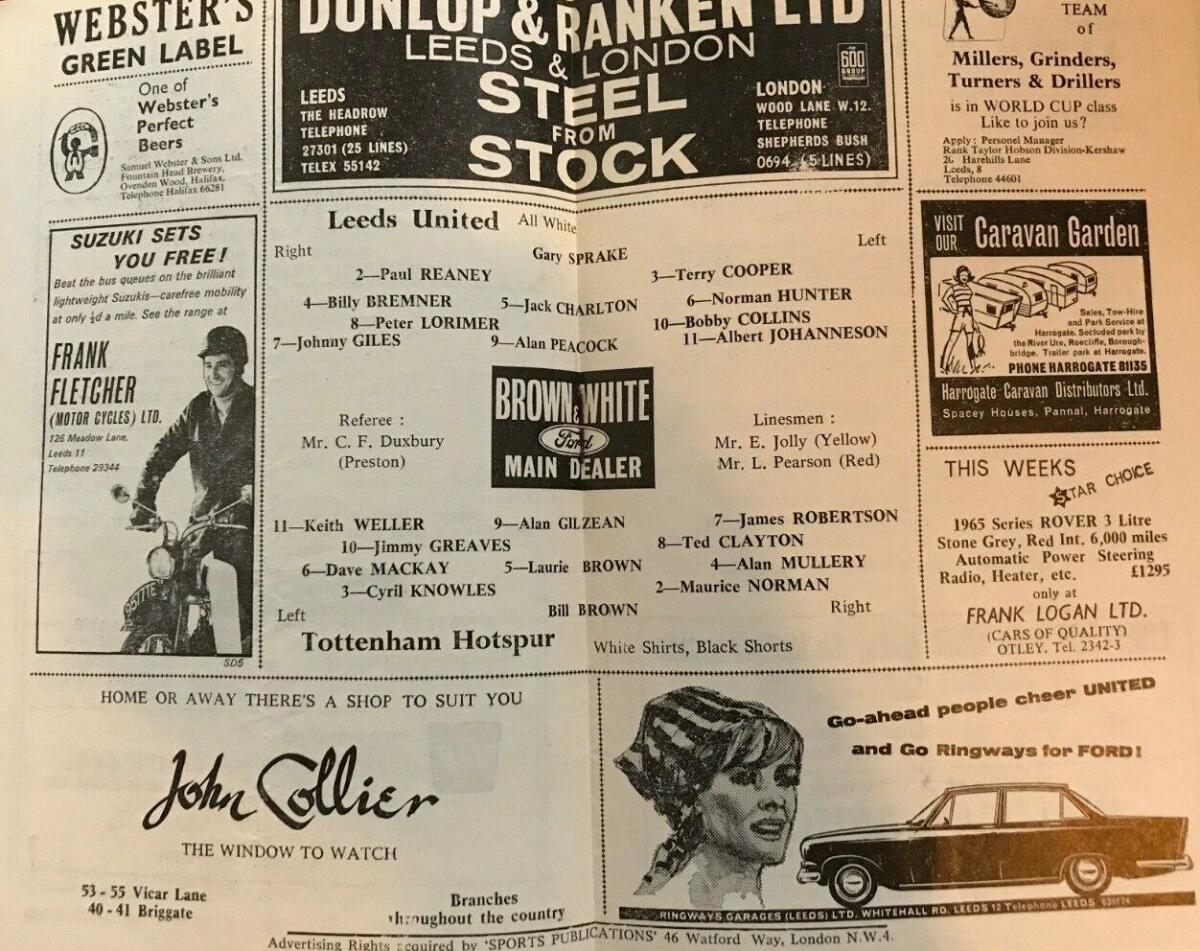 WEBSTER'S
GREEN LABEL
One of
Webster's
Perfect
Beers
Samuel Webster & Sons Ltd.
Fountain Head Brewery,
Ovenden Wood, Halifax.
Telephone Halifax 66281
DUNLOP & RANKEN LTD
LEEDS & LONDON
STEEL
FROM
STOCK
LEEDS
THE HEADROW
TELEPHONE
27301 (25 LINES)
TELEX 55142
THE
600
GROUP
LONDON
WOOD LANE W.12.
TELEPHONE
SHEPHERDS BUSH
0694 (5 LINES)
TEAM
of
Millers, Grinders,
Turners & Drillers
is in WORLD CUP class
Like to join us?
Apply: Personel Manager
Rank Taylor Hobson Division-Kershaw
Harehills Lane
Leeds, 8
Telephone 44601
SUZUKI SETS
YOU FREE!
Beat the bus queues on the brilliant
lightweight Suzukis—carefree mobility
at only ½d a mile. See the range at
FRANK
FLETCHER
(MOTOR CYCLES) LTD.
126 Meadow Lane,
Leeds 11
Telephone 29344
SD5
Leeds United All White
Right
Left
Gary SPRAKE
2—Paul REANEY
3—Terry COOPER
4—Billy BREMNER
5—Jack CHARLTON
6—Norman HUNTER
8—Peter LORIMER
10—Bobby COLLINS
7—Johnny GILES
9—Alan PEACOCK
11—Albert JOHANNESON
Referee :
Mr. C. F. Duxbury
(Preston)
BROWN & WHITE
Ford
MAIN DEALER
Linesmen :
Mr. E. Jolly (Yellow)
Mr. L. Pearson (Red)
11—Keith WELLER
9—Alan GILZEAN
7—James ROBERTSON
10—Jimmy GREAVES
8—Ted CLAYTON
6—Dave MACKAY
5—Laurie BROWN
4—Alan MULLERY
3—Cyril KNOWLES
2—Maurice NORMAN
Left
Bill BROWN
Right
Tottenham Hotspur White Shirts, Black Shorts
VISIT
OUR
Caravan Garden
Sales, Tow-Hire
and Park Service at
Harrogate. Secluded park by
the River Ure, Roecliffe, Borough-
bridge. Trailer park at Harrogate.
PHONE HARROGATE 81135
Harrogate Caravan Distributors Ltd.
Spacey Houses, Pannal, Harrogate
THIS WEEKS
STAR CHOICE
1965 Series ROVER 3 Litre
Stone Grey, Red Int. 6,000 miles
Automatic Power Steering
Radio, Heater, etc. £1295
only at
FRANK LOGAN LTD.
(CARS OF QUALITY)
OTLEY. Tel. 2342-3
HOME OR AWAY THERE'S A SHOP TO SUIT YOU
John Collier
THE WINDOW TO WATCH
53 - 55 Vicar Lane
40 - 41 Briggate
Branches
throughout the country
Go-ahead people cheer UNITED
and Go Ringways for FORD!
RINGWAYS GARAGES (LEEDS) LTD. WHITEHALL RD. LEEDS 12 Telephone LEEDS
Advertising Rights acquired by 'SPORTS PUBLICATIONS' 46 Watford Way, London N.W.4.